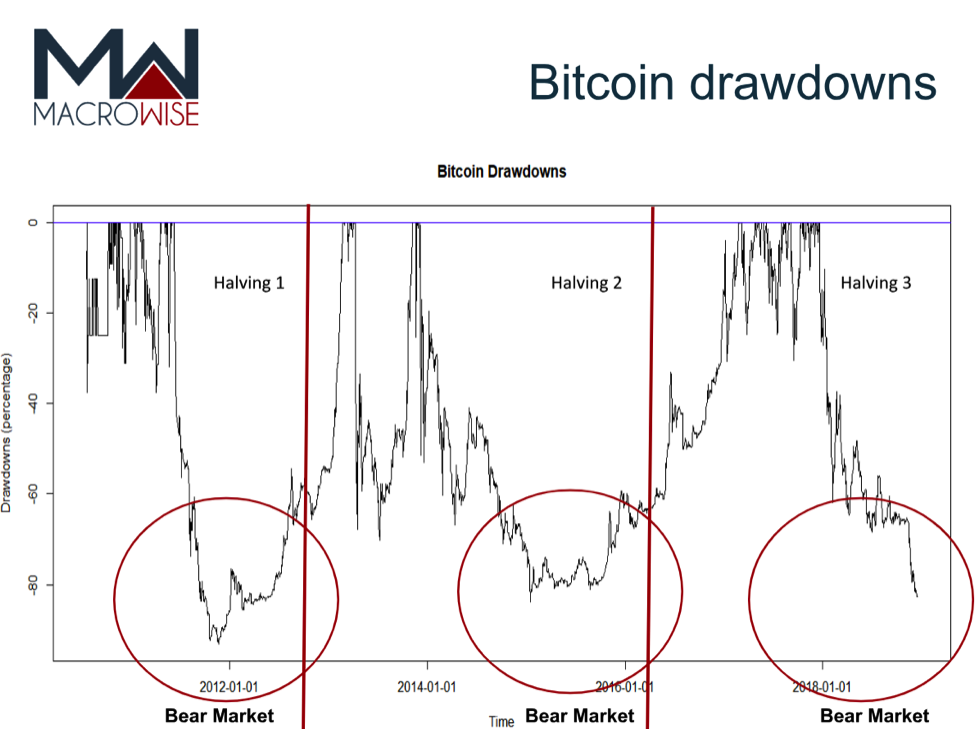 MW
MACROWISE
Bitcoin drawdowns
Bitcoin Drawdowns
Drawdowns (percentage)
0
-20
-40
-60
-80
Halving 1
Halving 2
Halving 3
2012-01-01
2014-01-01
2016-01-01
2018-01-01
Bear Market
Time
Bear Market
Bear Market